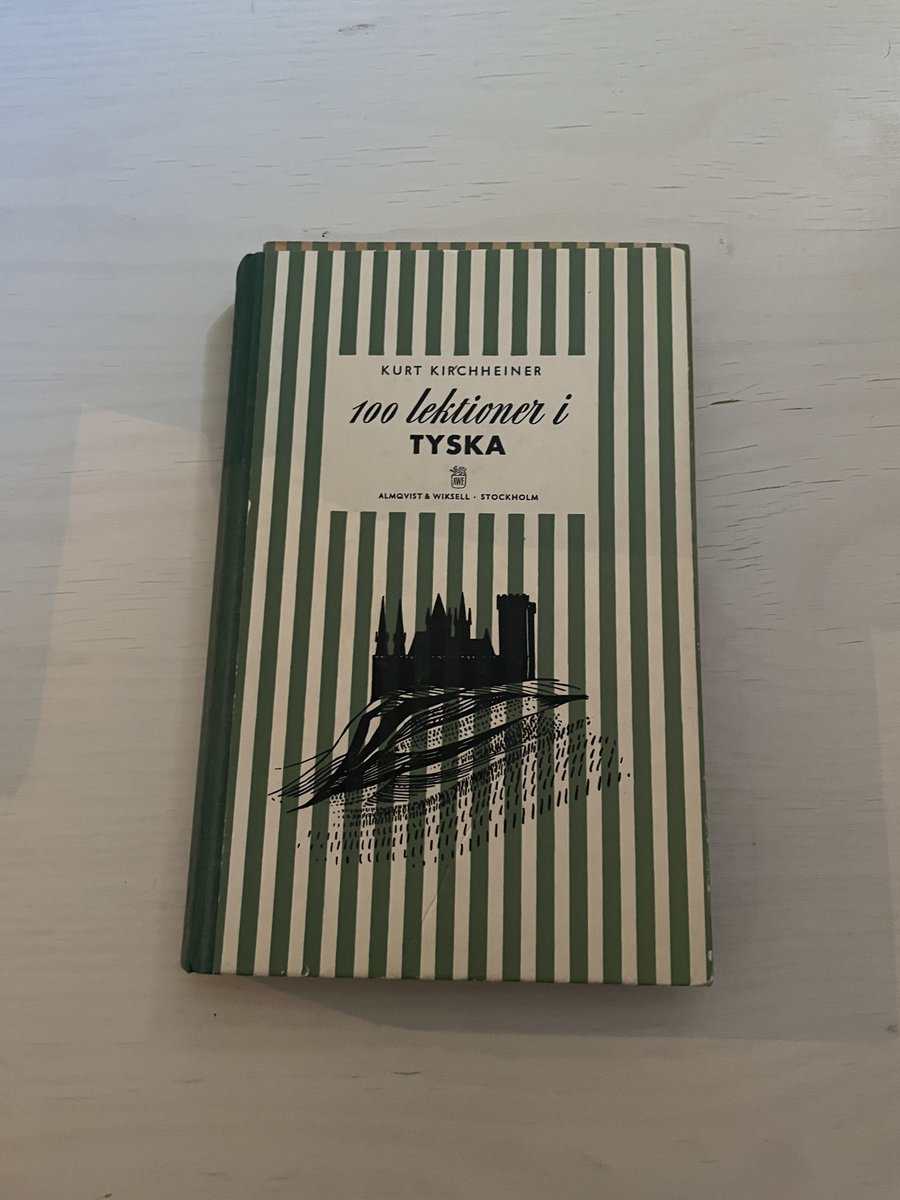 KURT KIRCHHEINER
100 lektioner i
TYSKA
AWE
ALMQVIST & WIKSELL · STOCKHOLM